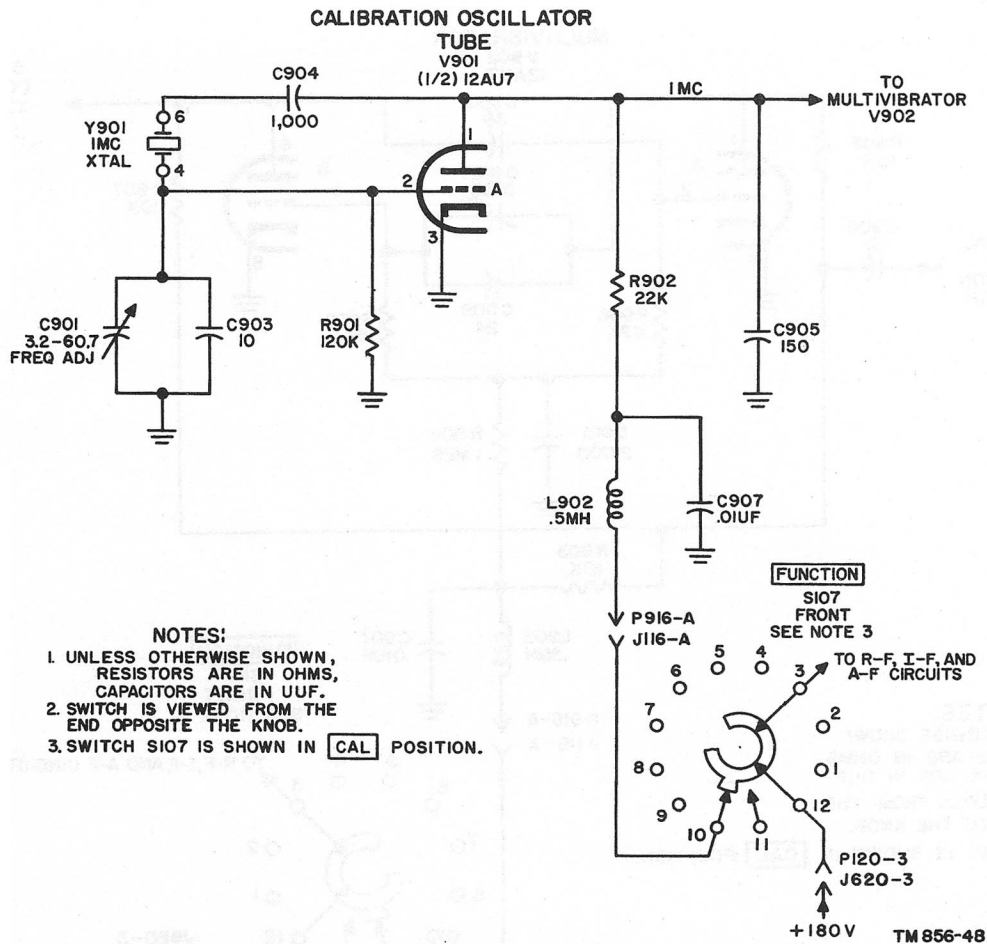 CALIBRATION OSCILLATOR
TUBE
V901
(1/2) 12AU7
C904
1,000
1MC
TO
MULTIVIBRATOR
V902
Y901
1MC
XTAL
6
4
1
2
A
3
C901
3.2-60.7
FREQ ADJ
C903
10
R901
120K
R902
22K
C905
150
L902
.5MH
C907
.01UF
FUNCTION
S107
FRONT
SEE NOTE 3
P916-A
J116-A
TO R-F, I-F, AND
A-F CIRCUITS
5
4
6
3
7
2
8
1
9
12
10
11
P120-3
J620-3
+180V
NOTES:
1. UNLESS OTHERWISE SHOWN,
RESISTORS ARE IN OHMS,
CAPACITORS ARE IN UUF.
2. SWITCH IS VIEWED FROM THE
END OPPOSITE THE KNOB.
3. SWITCH S107 IS SHOWN IN CAL POSITION.
TM 856-48